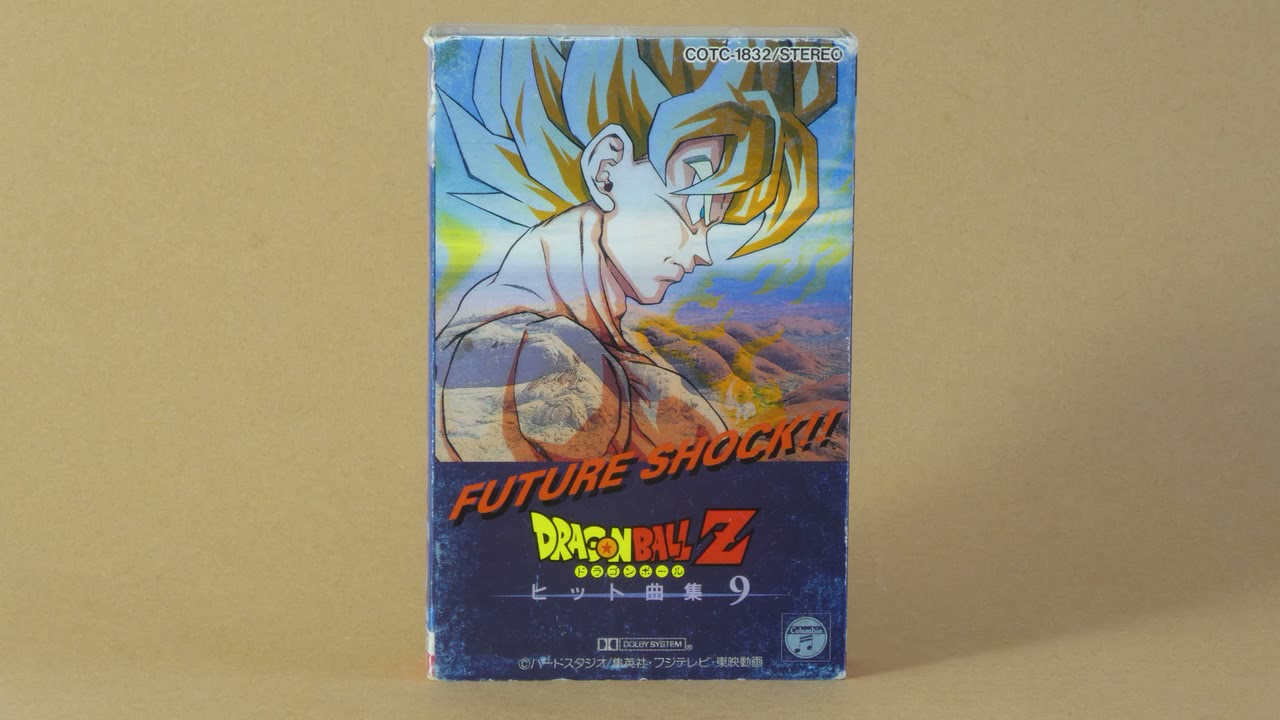 COTC-1832/STEREO
FUTURE SHOCK!!
DRAGON BALL Z
ドラゴンボール
ヒット曲集 9
Columbia
DOLBY SYSTEM®
©バードスタジオ/集英社・フジテレビ・東映動画